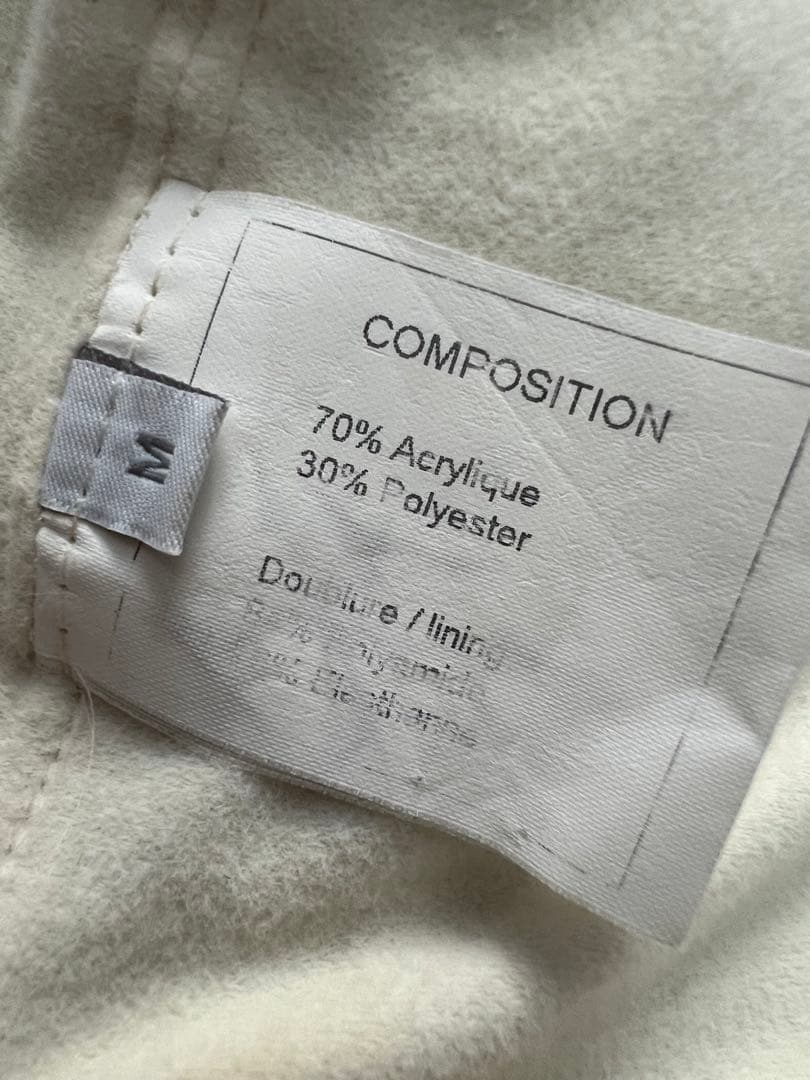 COMPOSITION
70% Acrylique
30% Polyester
Doublure / lining
M